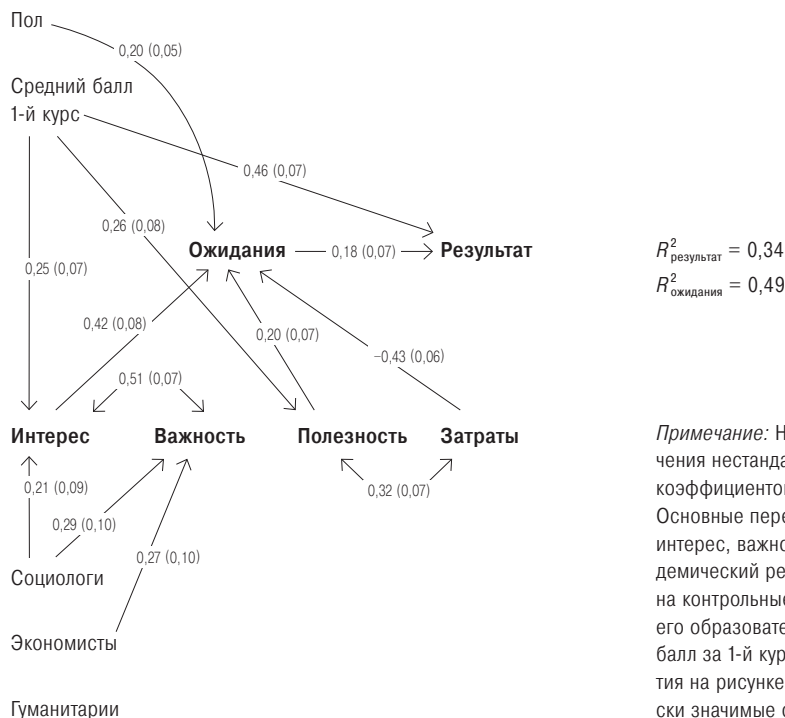 Пол
0,20 (0,05)
Средний балл
1-й курс
0,46 (0,07)
0,26 (0,08)
Ожидания
0,18 (0,07)
Результат
R²результат = 0,34
0,25 (0,07)
R²ожидания = 0,49
0,42 (0,08)
0,20 (0,07)
–0,43 (0,06)
0,51 (0,07)
Интерес
Важность
Полезность
Затраты
0,21 (0,09)
0,32 (0,07)
0,29 (0,10)
0,27 (0,10)
Социологи
Экономисты
Гуманитарии
Примечание: Н
чения нестанда
коэффициентов
Основные пере
интерес, важно
демический ре
на контрольные
его образовате
балл за 1-й кур
тия на рисунке
ски значимые с